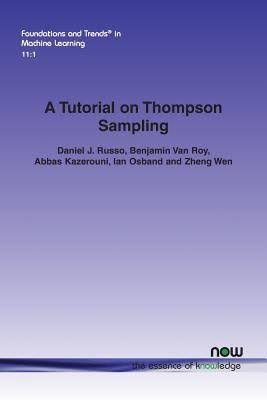 Foundations and Trends® in
Machine Learning
11:1
A Tutorial on Thompson
Sampling
Daniel J. Russo, Benjamin Van Roy,
Abbas Kazerouni, Ian Osband and Zheng Wen
now
the essence of knowledge